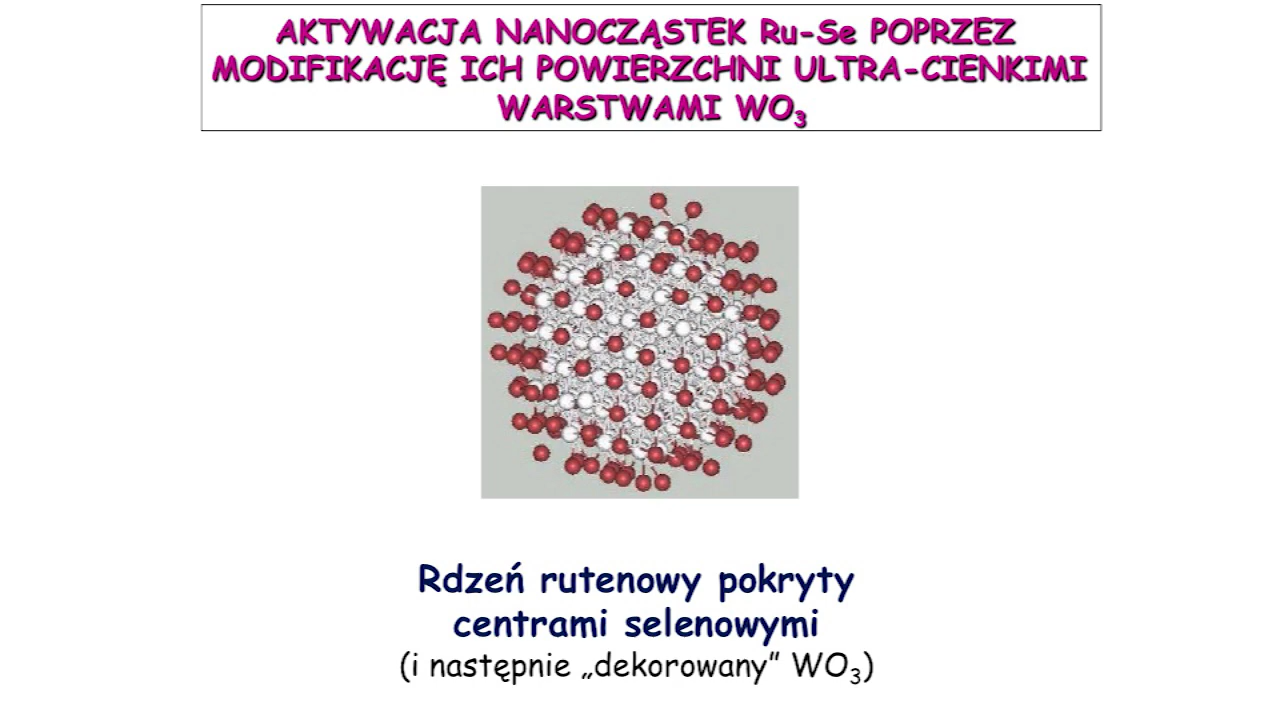 AKTYWACJA NANOCZĄSTEK Ru-Se POPRZEZ
MODIFIKACJĘ ICH POWIERZCHNI ULTRA-CIENKIMI
WARSTWAMI WO₃
Rdzeń rutenowy pokryty
centrami selenowymi
(i następnie „dekorowany” WO₃)